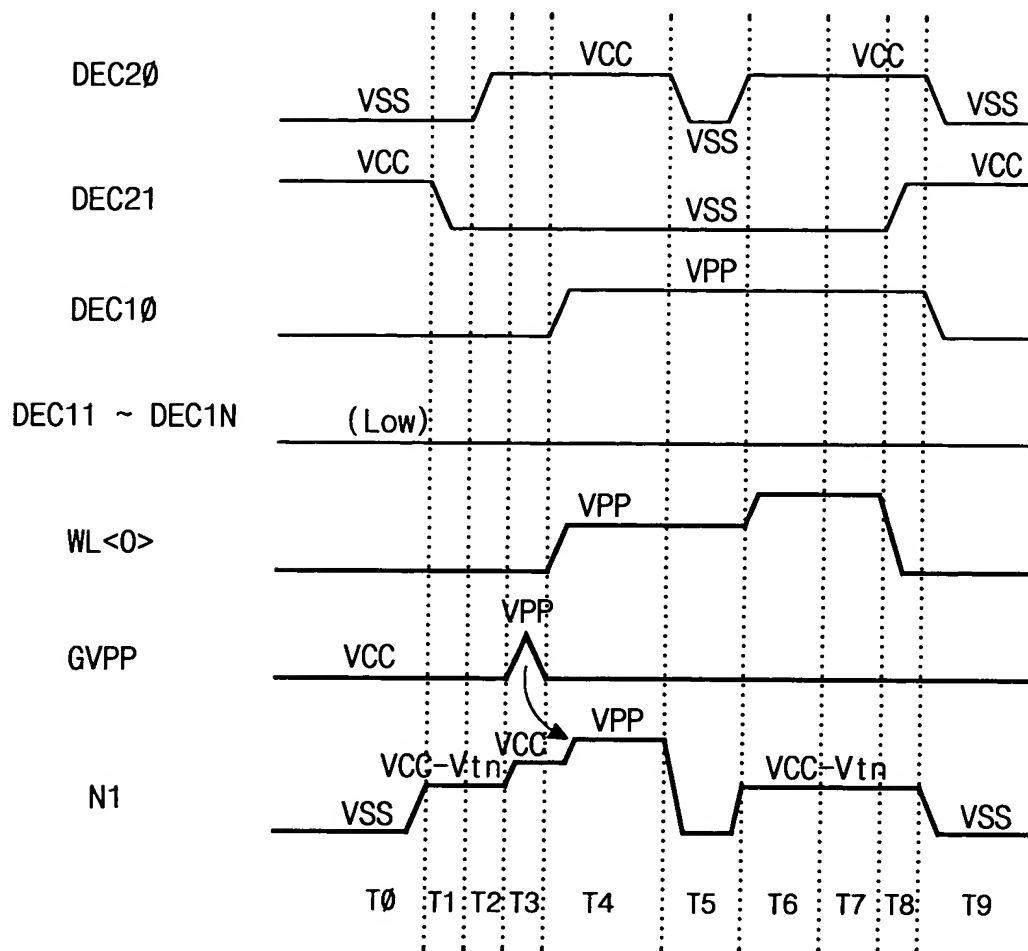 DEC2Ø VSS VCC VSS VCC VSS
DEC21 VCC VSS VCC
DEC1Ø VPP
DEC11 ~ DEC1N (Low)
WL<0> VPP
GVPP VCC VPP
N1 VSS VCC-Vtn VCC VPP VCC-Vtn VSS
TØ T1 T2 T3 T4 T5 T6 T7 T8 T9